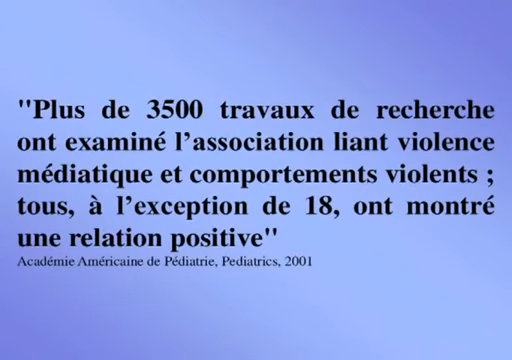 "Plus de 3500 travaux de recherche
ont examiné l’association liant violence
médiatique et comportements violents ;
tous, à l’exception de 18, ont montré
une relation positive"
Académie Américaine de Pédiatrie, Pediatrics, 2001